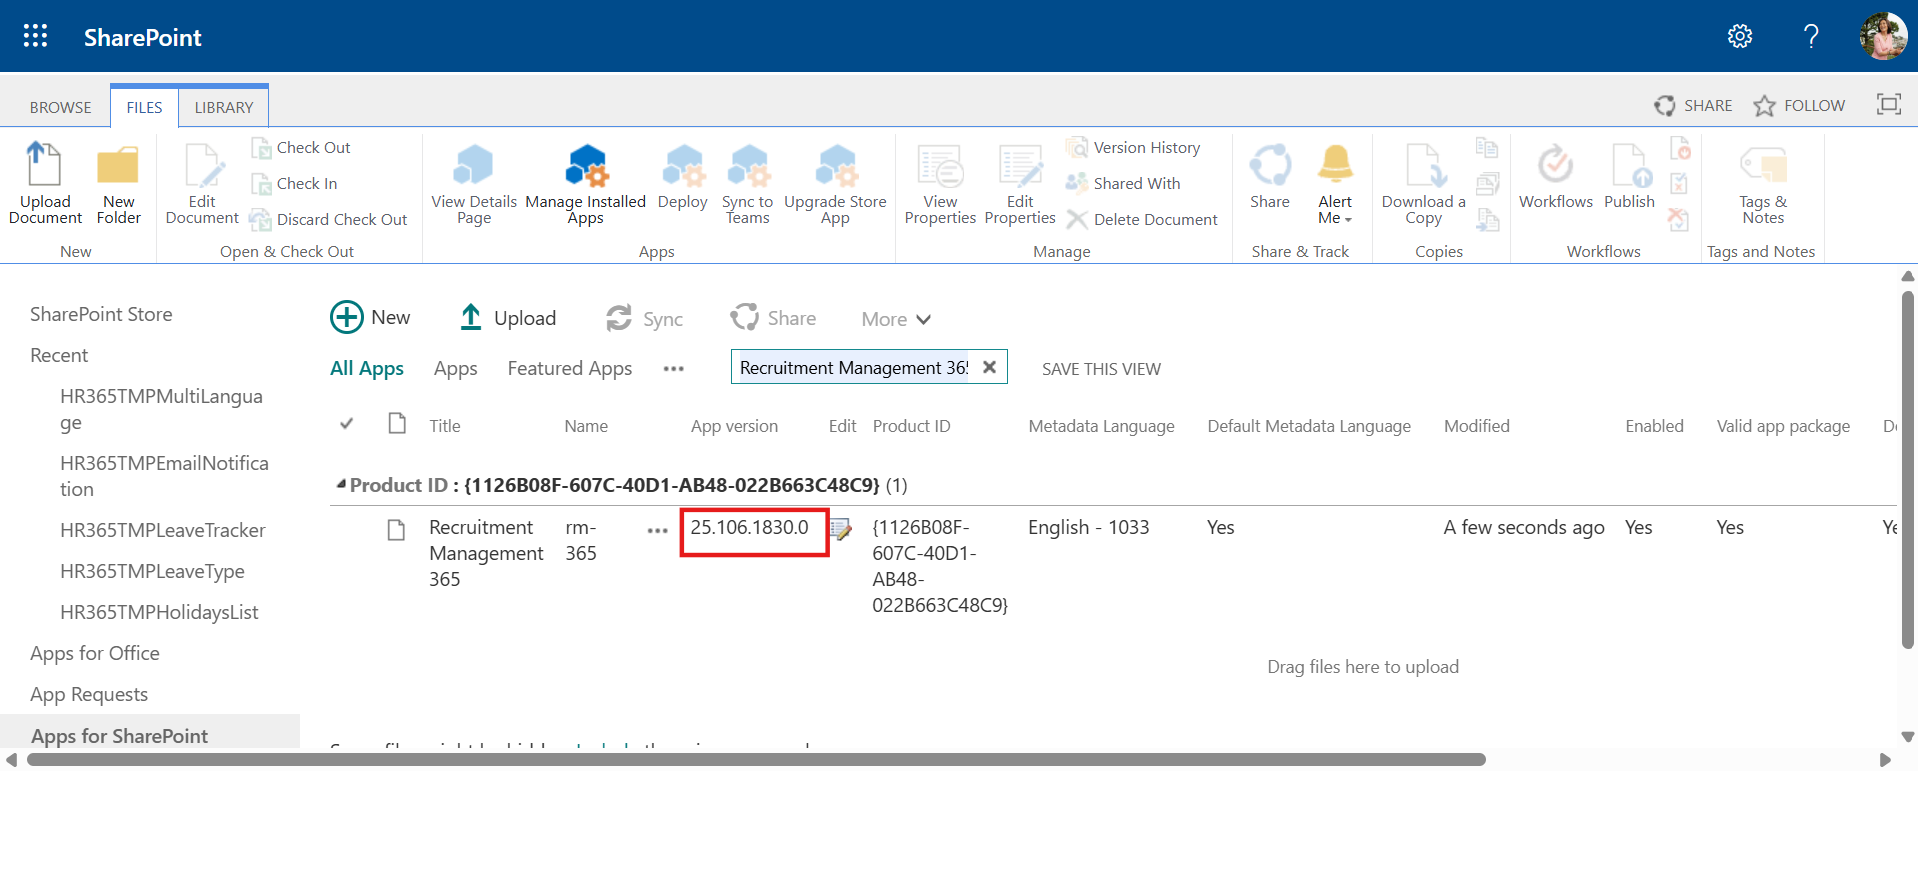 SharePoint
BROWSE FILES LIBRARY
SHARE FOLLOW
Upload Document
New Folder
New
Edit Document
Check Out
Check In
Discard Check Out
Open & Check Out
View Details Page
Manage Installed Apps
Deploy
Sync to Teams
Upgrade Store App
Apps
View Properties
Edit Properties
Version History
Shared With
Delete Document
Manage
Share
Alert Me
Share & Track
Download a Copy
Copies
Workflows
Publish
Workflows
Tags & Notes
Tags and Notes
SharePoint Store
Recent
HR365TMPMultiLangua
ge
HR365TMPEmailNotifica
tion
HR365TMPLeaveTracker
HR365TMPLeaveType
HR365TMPHolidaysList
Apps for Office
App Requests
Apps for SharePoint
New Upload Sync Share More
All Apps Apps Featured Apps ••• Recruitment Management 365 SAVE THIS VIEW
Title Name App version Edit Product ID Metadata Language Default Metadata Language Modified Enabled Valid app package
Product ID : {1126B08F-607C-40D1-AB48-022B663C48C9} (1)
Recruitment Management 365
rm-365
•••
25.106.1830.0
{1126B08F-607C-40D1-AB48-022B663C48C9}
English - 1033
Yes
A few seconds ago
Yes
Yes
Drag files here to upload